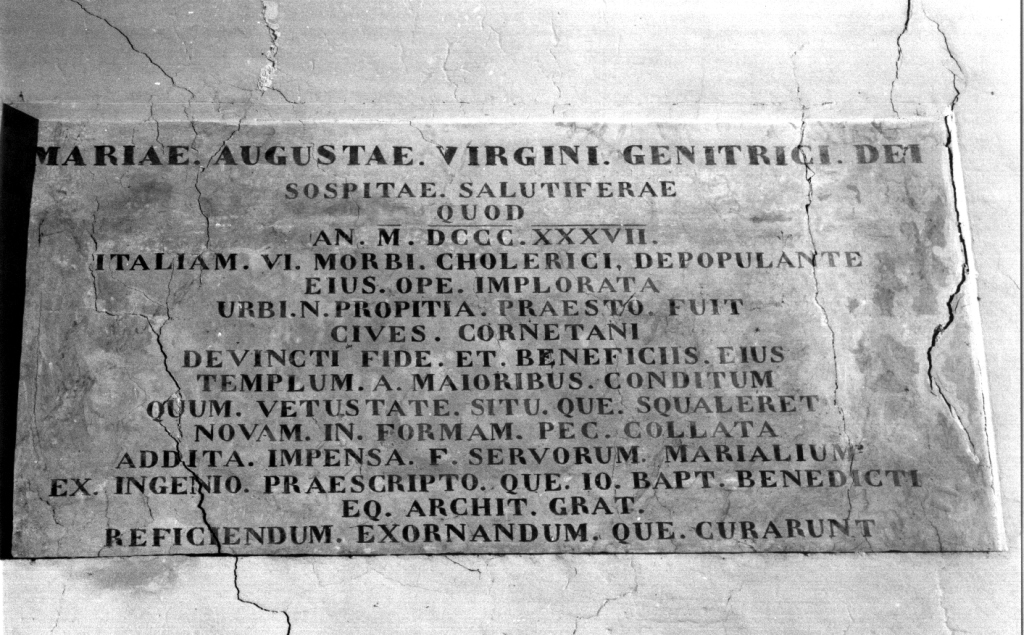 MARIAE. AUGUSTAE. VIRGINI. GENITRICI. DEI
SOSPITAE. SALUTIFERAE
QUOD
AN. M. DCCC.XXXVII.
ITALIAM. VI. MORBI. CHOLERICI, DEPOPULANTE
EIUS. OPE. IMPLORATA
URBI.N. PROPITIA. PRAESTO. FUIT
CIVES. CORNETANI
DEVINCTI FIDE. ET. BENEFICIIS. EIUS
TEMPLUM. A. MAIORIBUS. CONDITUM
QUUM. VETUSTATE. SITU. QUE. SQUALERET
NOVAM. IN. FORMAM. PEC. COLLATA
ADDITA. IMPENSA. F. SERVORUM. MARIALIUM
EX. INGENIO. PRAESCRIPTO. QUE. IO. BAPT. BENEDICTI
EQ. ARCHIT. GRAT.
REFICIENDUM. EXORNANDUM. QUE. CURARUNT